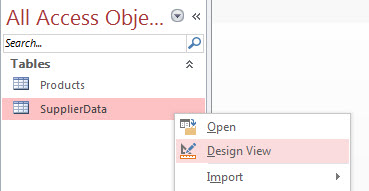 All Access Obje...
Search...
Tables
Products
SupplierData
Open
Design View
Import